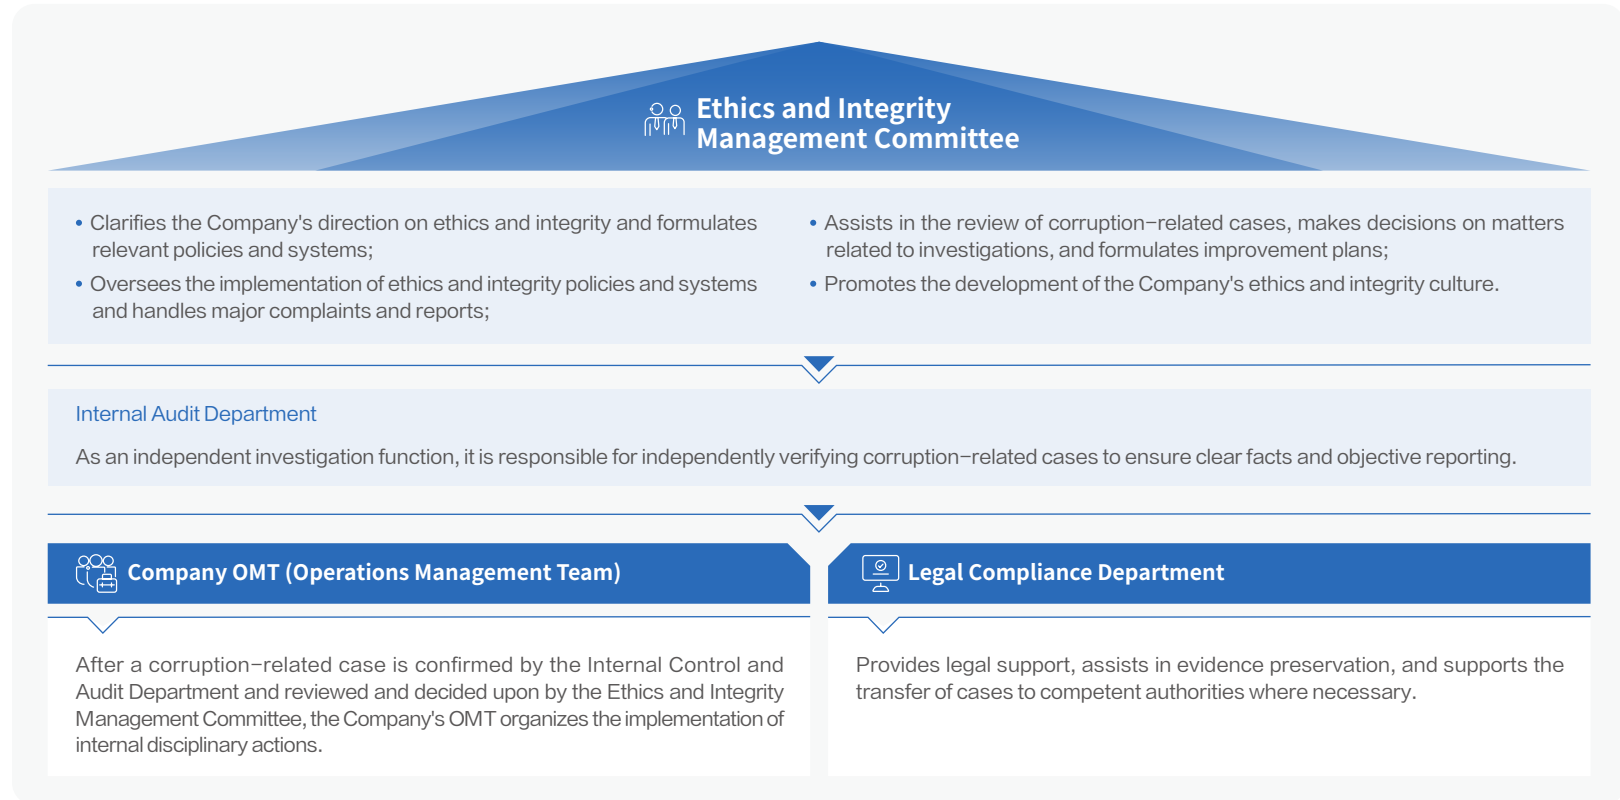 Ethics and Integrity
Management Committee
• Clarifies the Company's direction on ethics and integrity and formulates
relevant policies and systems;
• Oversees the implementation of ethics and integrity policies and systems
and handles major complaints and reports;
• Assists in the review of corruption-related cases, makes decisions on matters
related to investigations, and formulates improvement plans;
• Promotes the development of the Company's ethics and integrity culture.
Internal Audit Department
As an independent investigation function, it is responsible for independently verifying corruption-related cases to ensure clear facts and objective reporting.
Company OMT (Operations Management Team)
After a corruption-related case is confirmed by the Internal Control and
Audit Department and reviewed and decided upon by the Ethics and Integrity
Management Committee, the Company's OMT organizes the implementation of
internal disciplinary actions.
Legal Compliance Department
Provides legal support, assists in evidence preservation, and supports the
transfer of cases to competent authorities where necessary.